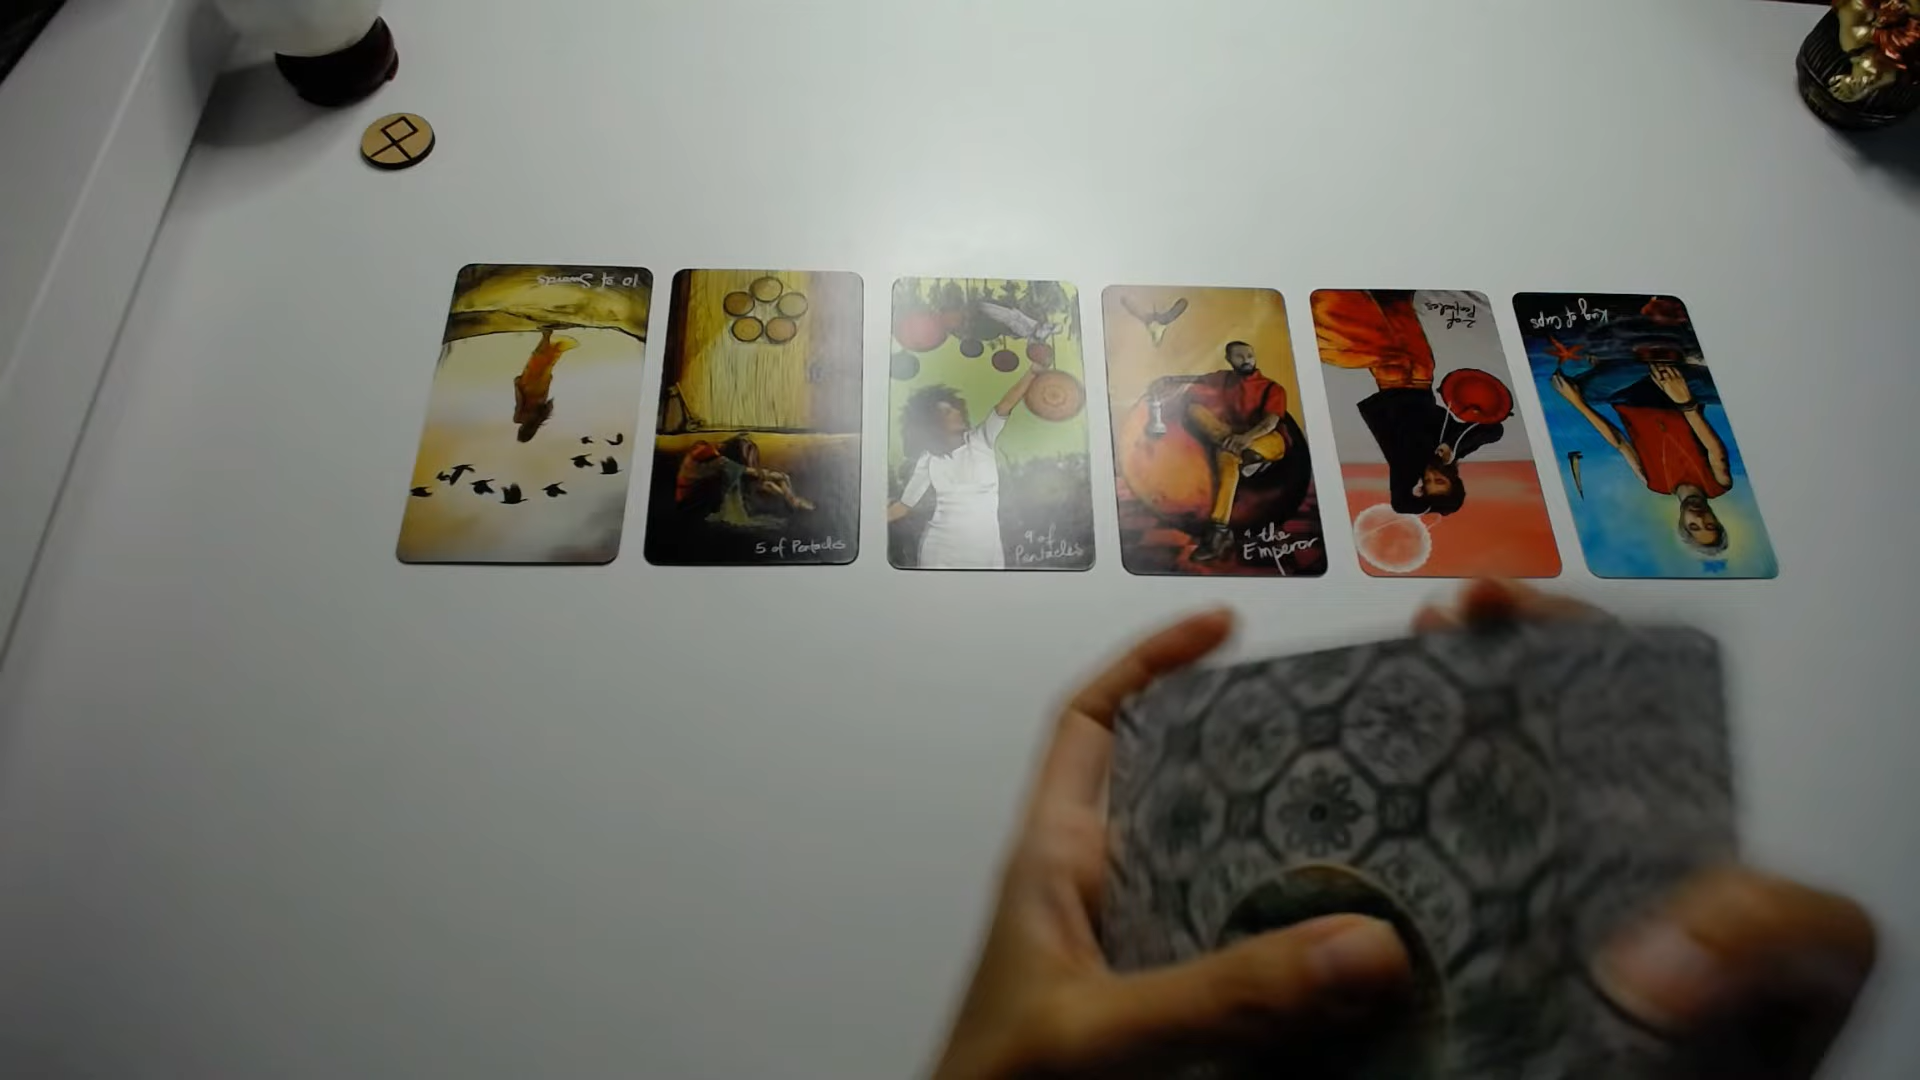 10 of Swords
5 of Pentacles
9 of
Pentacles
4 the
Emperor
2 of
Pentacles
King of Cups